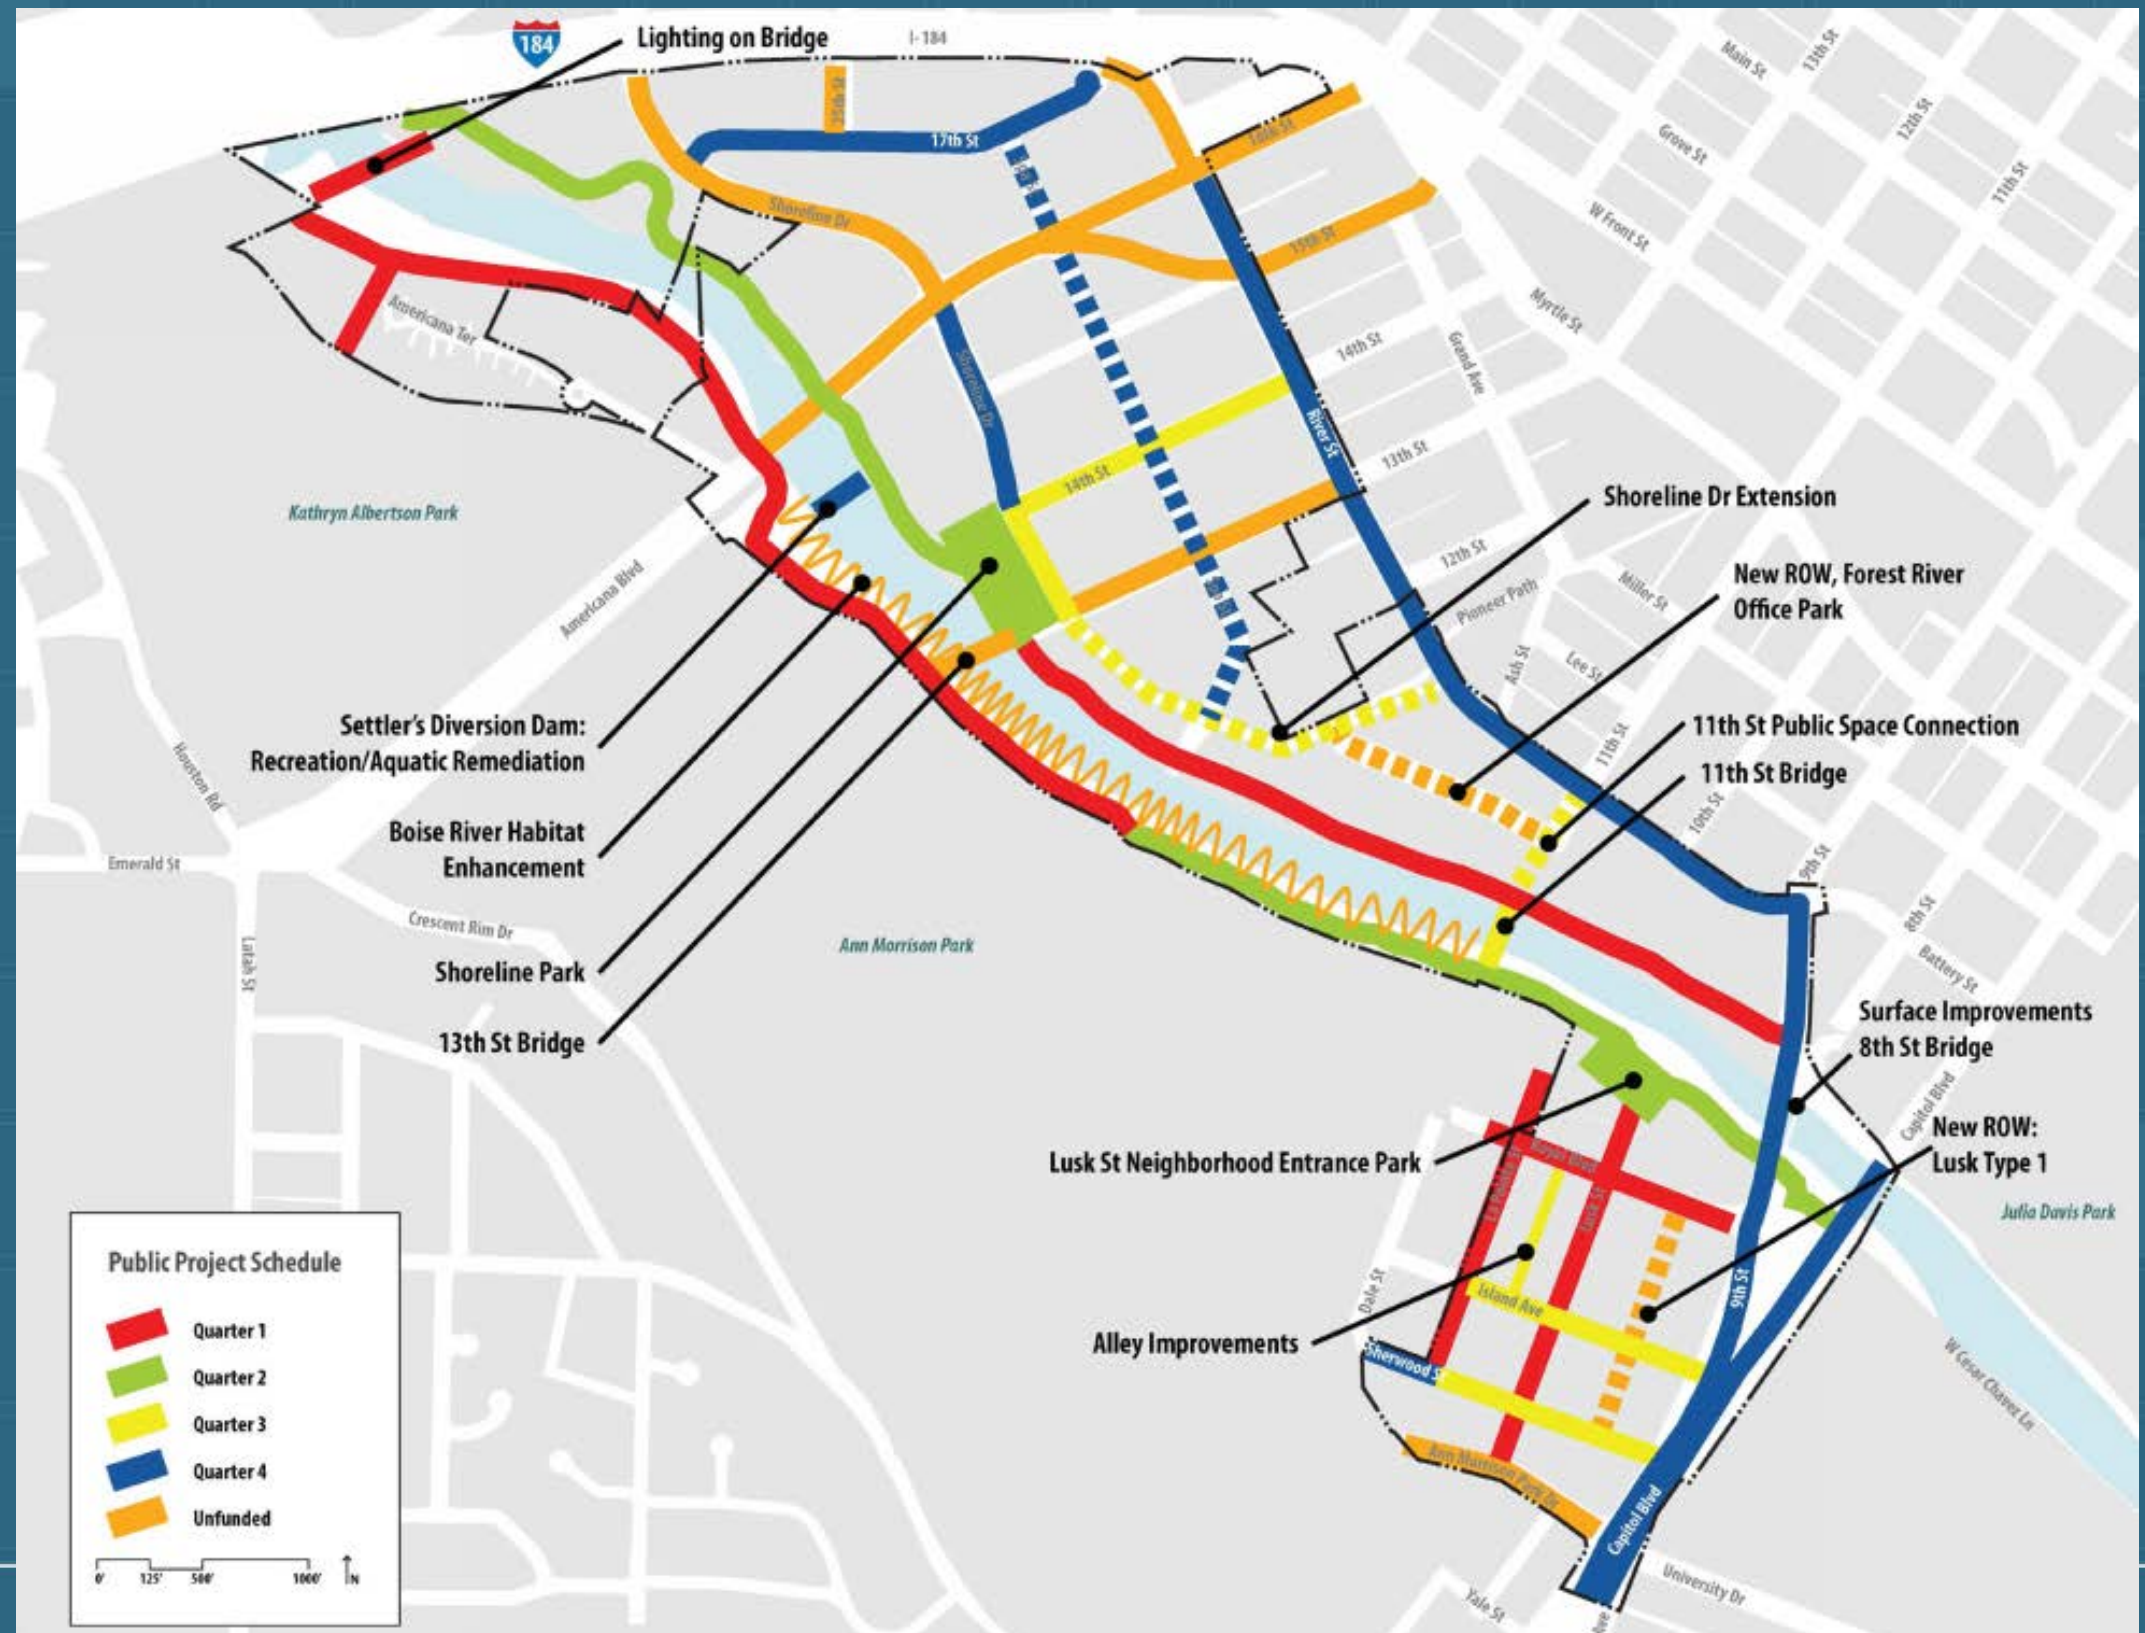 184
Lighting on Bridge
I-184
Main St
13th St
12th St
Grove St
11th St
W Front St
Myrtle St
25th St
17th St
16th St
15th St
Shoreline Dr
Shoreline Dr
Americana Ter
14th St
Grand Ave
River St
13th St
14th St
12th St
Pioneer Path
Miller St
Ash St
Lee St
11th St
10th St
9th St
8th St
Battery St
Capitol Blvd
Kathryn Albertson Park
Americana Blvd
Shoreline Dr Extension
New ROW, Forest River
Office Park
11th St Public Space Connection
11th St Bridge
Settler's Diversion Dam:
Recreation/Aquatic Remediation
Boise River Habitat
Enhancement
Shoreline Park
13th St Bridge
Houston Rd
Emerald St
Crescent Rim Dr
Latah St
Ann Morrison Park
Surface Improvements
8th St Bridge
New ROW:
Lusk Type 1
Julia Davis Park
Lusk St Neighborhood Entrance Park
Royal Blvd
La Pointe St
Lusk St
Dale St
Island Ave
9th St
Alley Improvements
Sherwood St
Ann Morrison Park Dr
Capitol Blvd
W Cesar Chavez Ln
University Dr
Yale St
Ave
Public Project Schedule
Quarter 1
Quarter 2
Quarter 3
Quarter 4
Unfunded
0' 125' 500' 1000' N